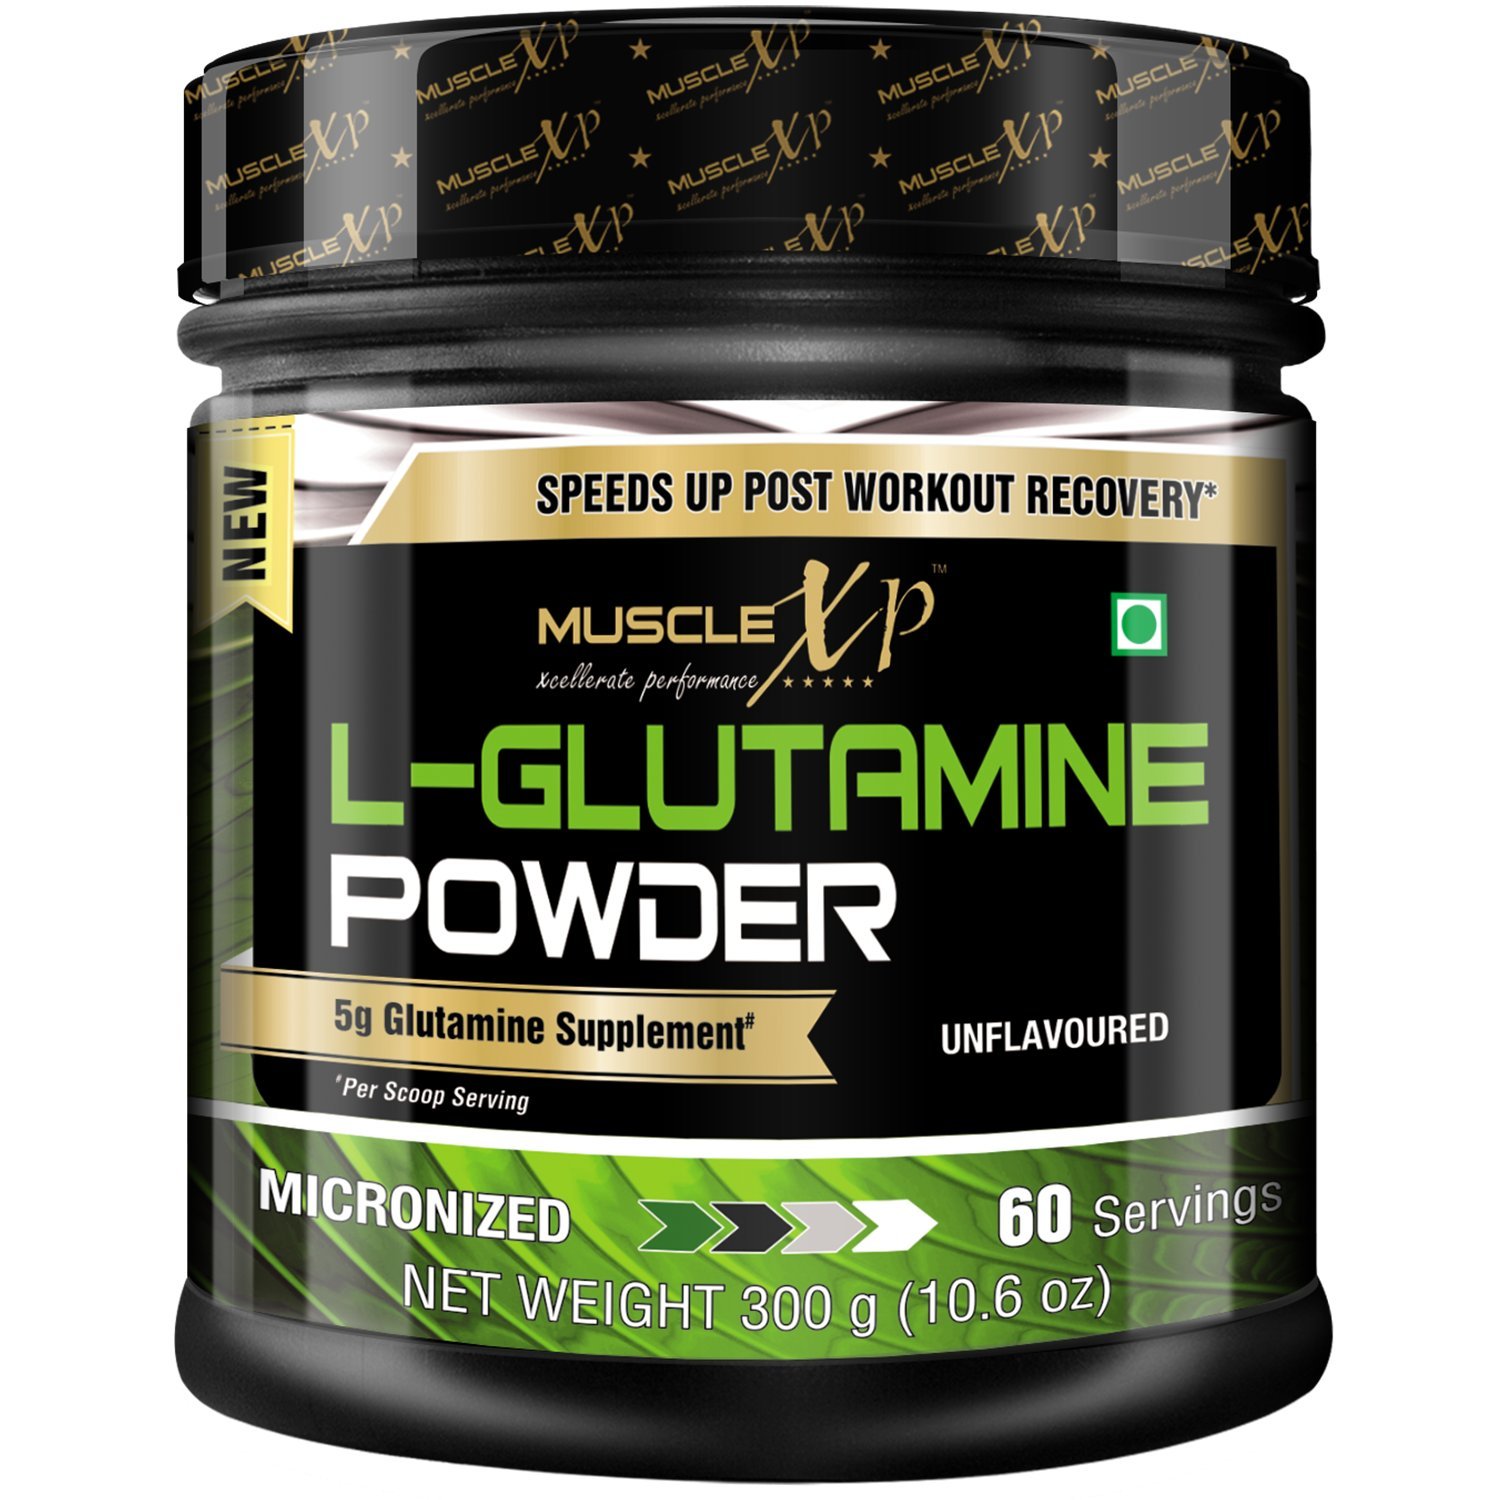 MUSCLE XP
xcellerate performance
NEW
SPEEDS UP POST WORKOUT RECOVERY*
MUSCLE XP™
xcellerate performance
L-GLUTAMINE
POWDER
5g Glutamine Supplement#
UNFLAVOURED
#Per Scoop Serving
MICRONIZED
60 Servings
NET WEIGHT 300 g (10.6 oz)